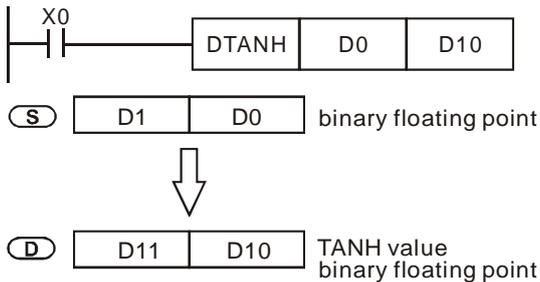 X0
DTANH D0 D10
S D1 D0 binary floating point
D D11 D10 TANH value
binary floating point